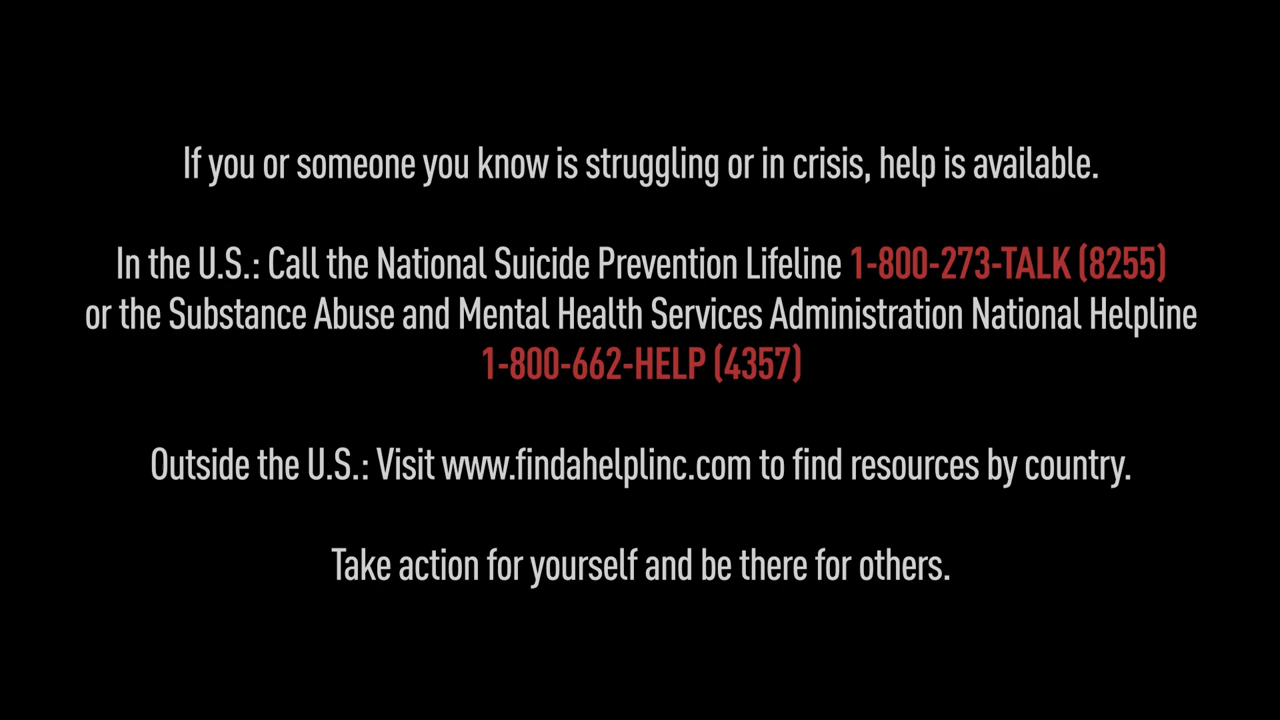 If you or someone you know is struggling or in crisis, help is available.
In the U.S.: Call the National Suicide Prevention Lifeline 1-800-273-TALK (8255)
or the Substance Abuse and Mental Health Services Administration National Helpline
1-800-662-HELP (4357)
Outside the U.S.: Visit www.findahelplinc.com to find resources by country.
Take action for yourself and be there for others.